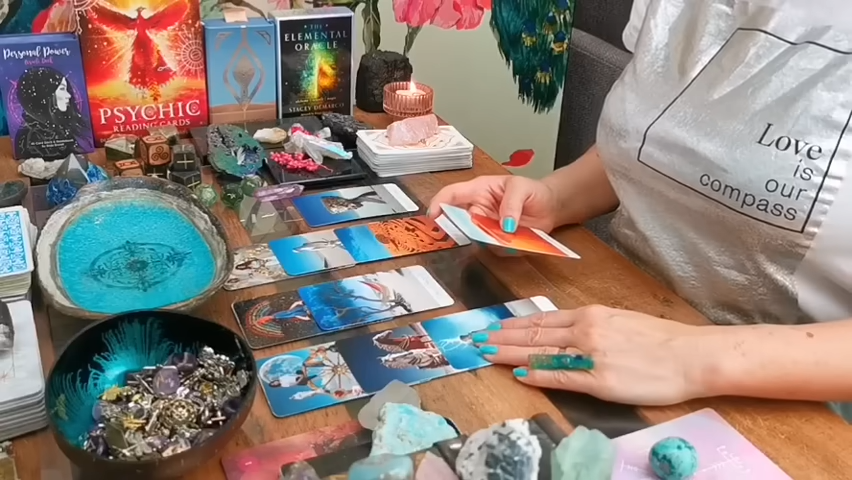 Personal Power
PSYCHIC
READING CARDS
THE
ELEMENTAL
ORACLE
STACEY DEMARCO
Love
is
Our
Compass